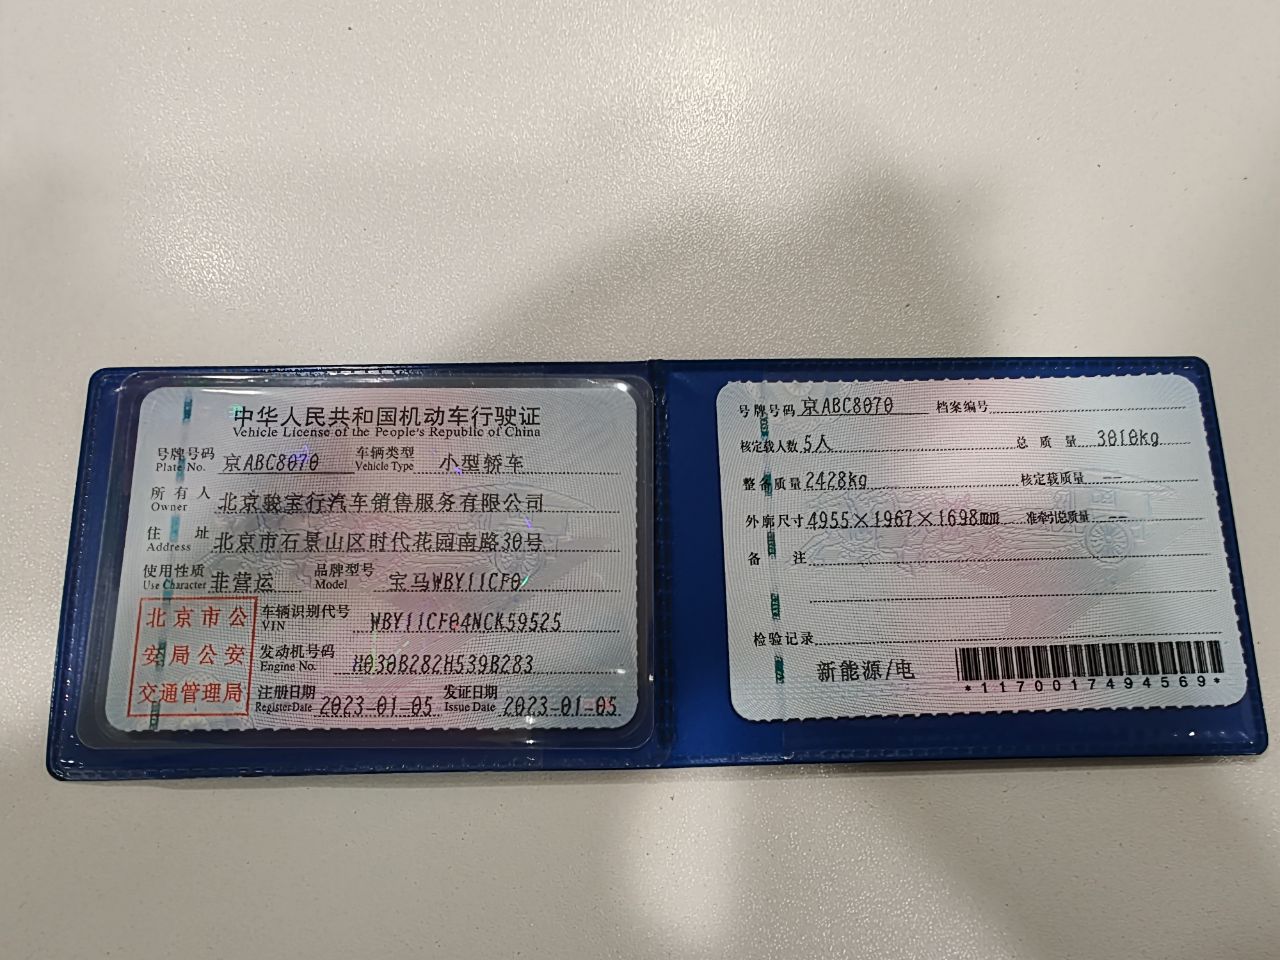 中华人民共和国机动车行驶证
Vehicle License of the People's Republic of China
号牌号码 京ABC8070 车辆类型 小型轿车
Plate No. Vehicle Type
所有人 北京骏宝行汽车销售服务有限公司
Owner
住址 北京市石景山区时代花园南路30号
Address
使用性质 非营运 品牌型号 宝马WBY11CF0
Use Character Model
北京市公安局公安交通管理局
车辆识别代号 WBY11CF04NCK59525
VIN
发动机号码 H030B282H539B283
Engine No.
注册日期 2023-01-05 发证日期 2023-01-05
Register Date Issue Date
号牌号码 京ABC8070 档案编号
核定载人数 5人 总质量 3010kg
整备质量 2428kg 核定载质量 --
外廓尺寸 4955×1967×1698mm 准牵引总质量 --
备注
检验记录
新能源/电
*1170017494569*